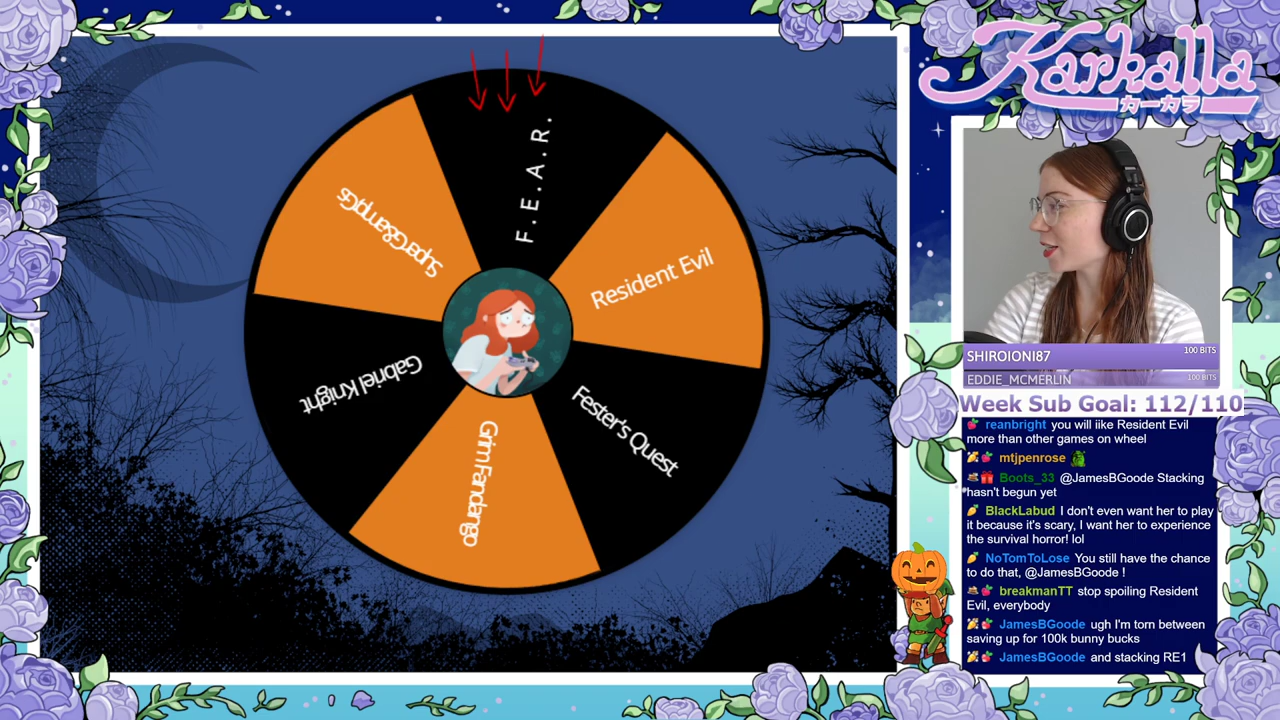 Karkalla
カーカラ
F.E.A.R.
Resident Evil
Fester's Quest
Grim Fandango
Gabriel Knight
SHIROIONI87 100 BITS
EDDIE_MCMERLIN 100 BITS
Week Sub Goal: 112/110
reanbright you will like Resident Evil
more than other games on wheel
mtjpenrose
Boots_33 @JamesBGoode Stacking
hasn't begun yet
BlackLabud I don't even want her to play
it because it's scary, I want her to experience
the survival horror! lol
NoTomToLose You still have the chance
to do that, @JamesBGoode !
breakmanTT stop spoiling Resident
Evil, everybody
JamesBGoode ugh I'm torn between
saving up for 100k bunny bucks
JamesBGoode and stacking RE1